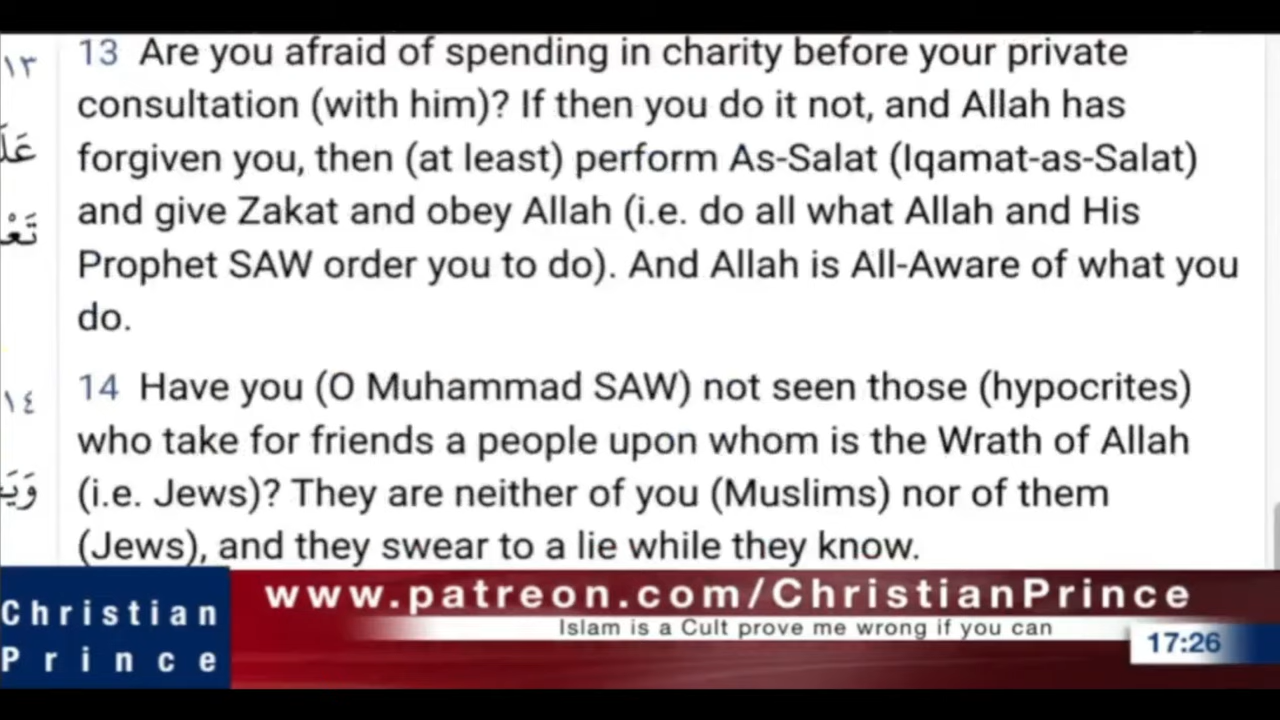 13 Are you afraid of spending in charity before your private
consultation (with him)? If then you do it not, and Allah has
forgiven you, then (at least) perform As-Salat (Iqamat-as-Salat)
and give Zakat and obey Allah (i.e. do all what Allah and His
Prophet SAW order you to do). And Allah is All-Aware of what you
do.
14 Have you (O Muhammad SAW) not seen those (hypocrites)
who take for friends a people upon whom is the Wrath of Allah
(i.e. Jews)? They are neither of you (Muslims) nor of them
(Jews), and they swear to a lie while they know.
١٣
١٤
Christian
Prince
www.patreon.com/ChristianPrince
Islam is a Cult prove me wrong if you can
17:26